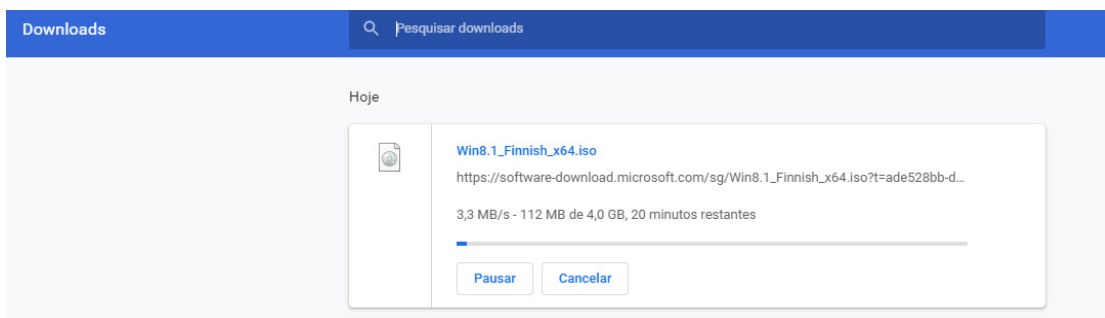 Downloads
Pesquisar downloads
Hoje
Win8.1_Finnish_x64.iso
https://software-download.microsoft.com/sg/Win8.1_Finnish_x64.iso?t=ade528bb-d…
3,3 MB/s - 112 MB de 4,0 GB, 20 minutos restantes
Pausar
Cancelar